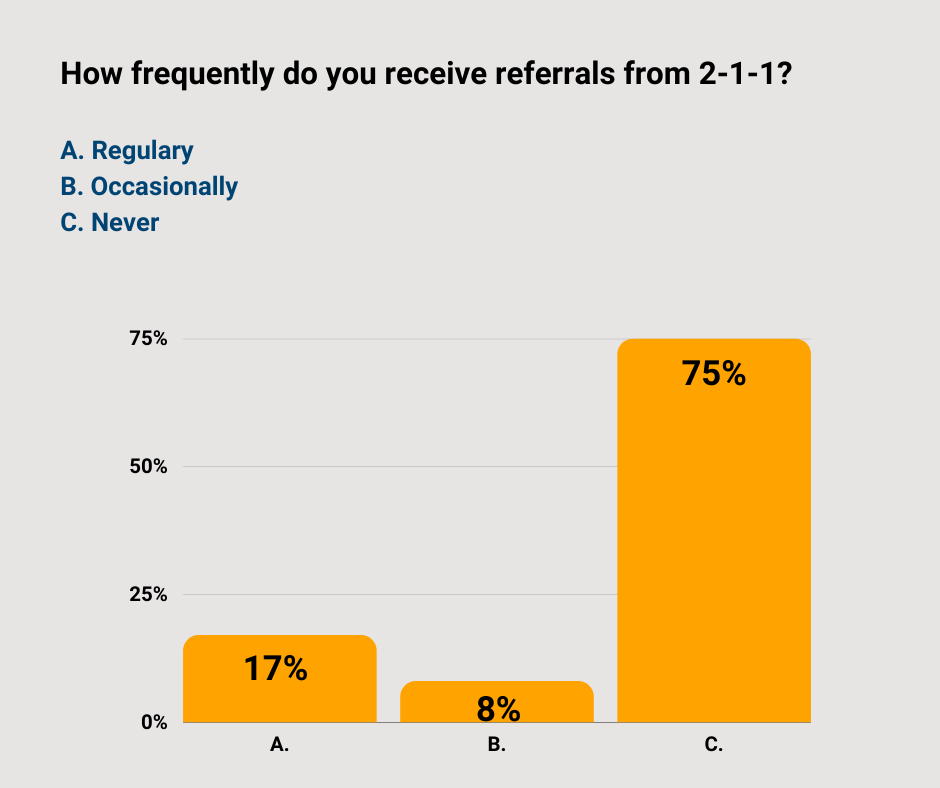 How frequently do you receive referrals from 2-1-1?
A. Regulary
B. Occasionally
C. Never
75%
75%
50%
25%
17%
8%
0%
A. B. C.